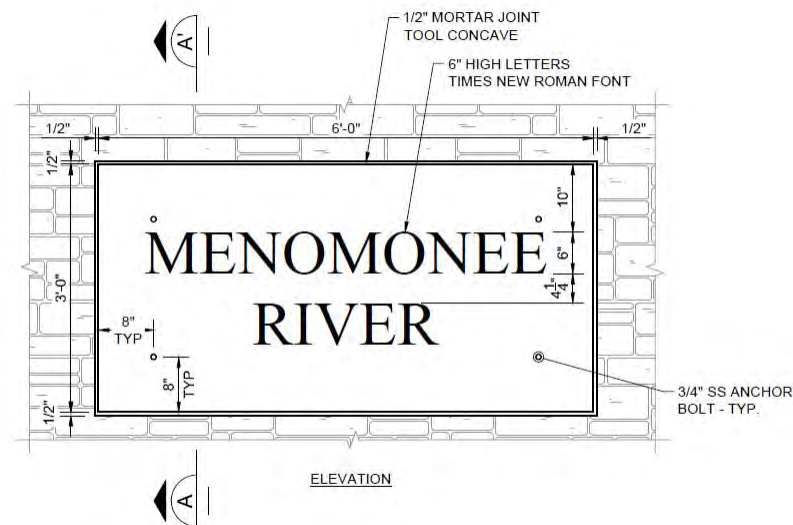 1/2" MORTAR JOINT
TOOL CONCAVE
A'
6" HIGH LETTERS
TIMES NEW ROMAN FONT
1/2"
6'-0"
1/2"
1/2"
10"
MENOMONEE
6"
3'-0"
4 1/4"
RIVER
8"
TYP
8"
TYP
3/4" SS ANCHOR
BOLT - TYP.
1/2"
ELEVATION
A